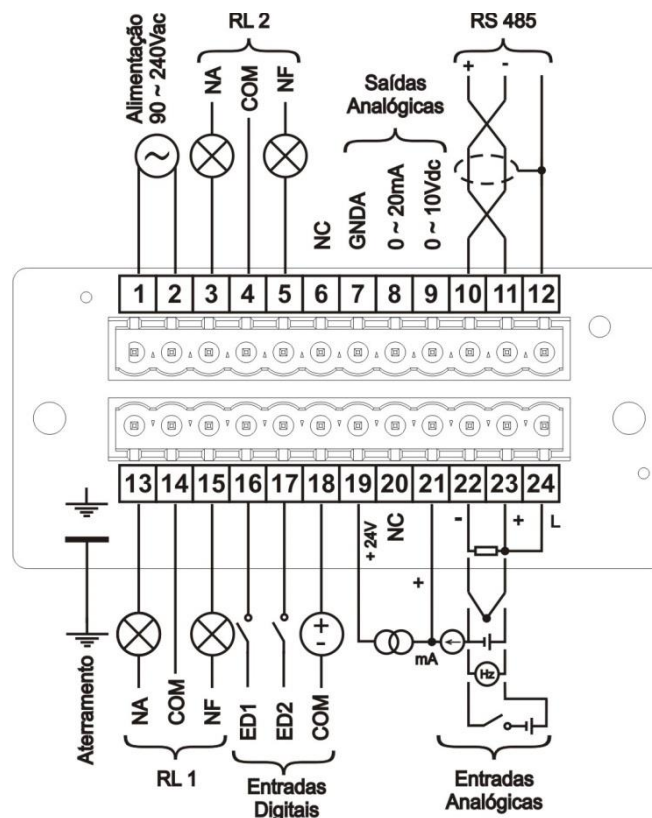 RL 2
RS 485
Alimentação
90 ~ 240Vac
NA
COM
NF
Saídas
Analógicas
NC
GNDA
0 ~ 20mA
0 ~ 10Vdc
+
-
~
1 2 3 4 5 6 7 8 9 10 11 12
13 14 15 16 17 18 19 20 21 22 23 24
+ 24V
NC
+
-
+
L
+
-
mA
Hz
Aterramento
NA
COM
NF
ED1
ED2
COM
RL 1
Entradas
Digitais
Entradas
Analógicas